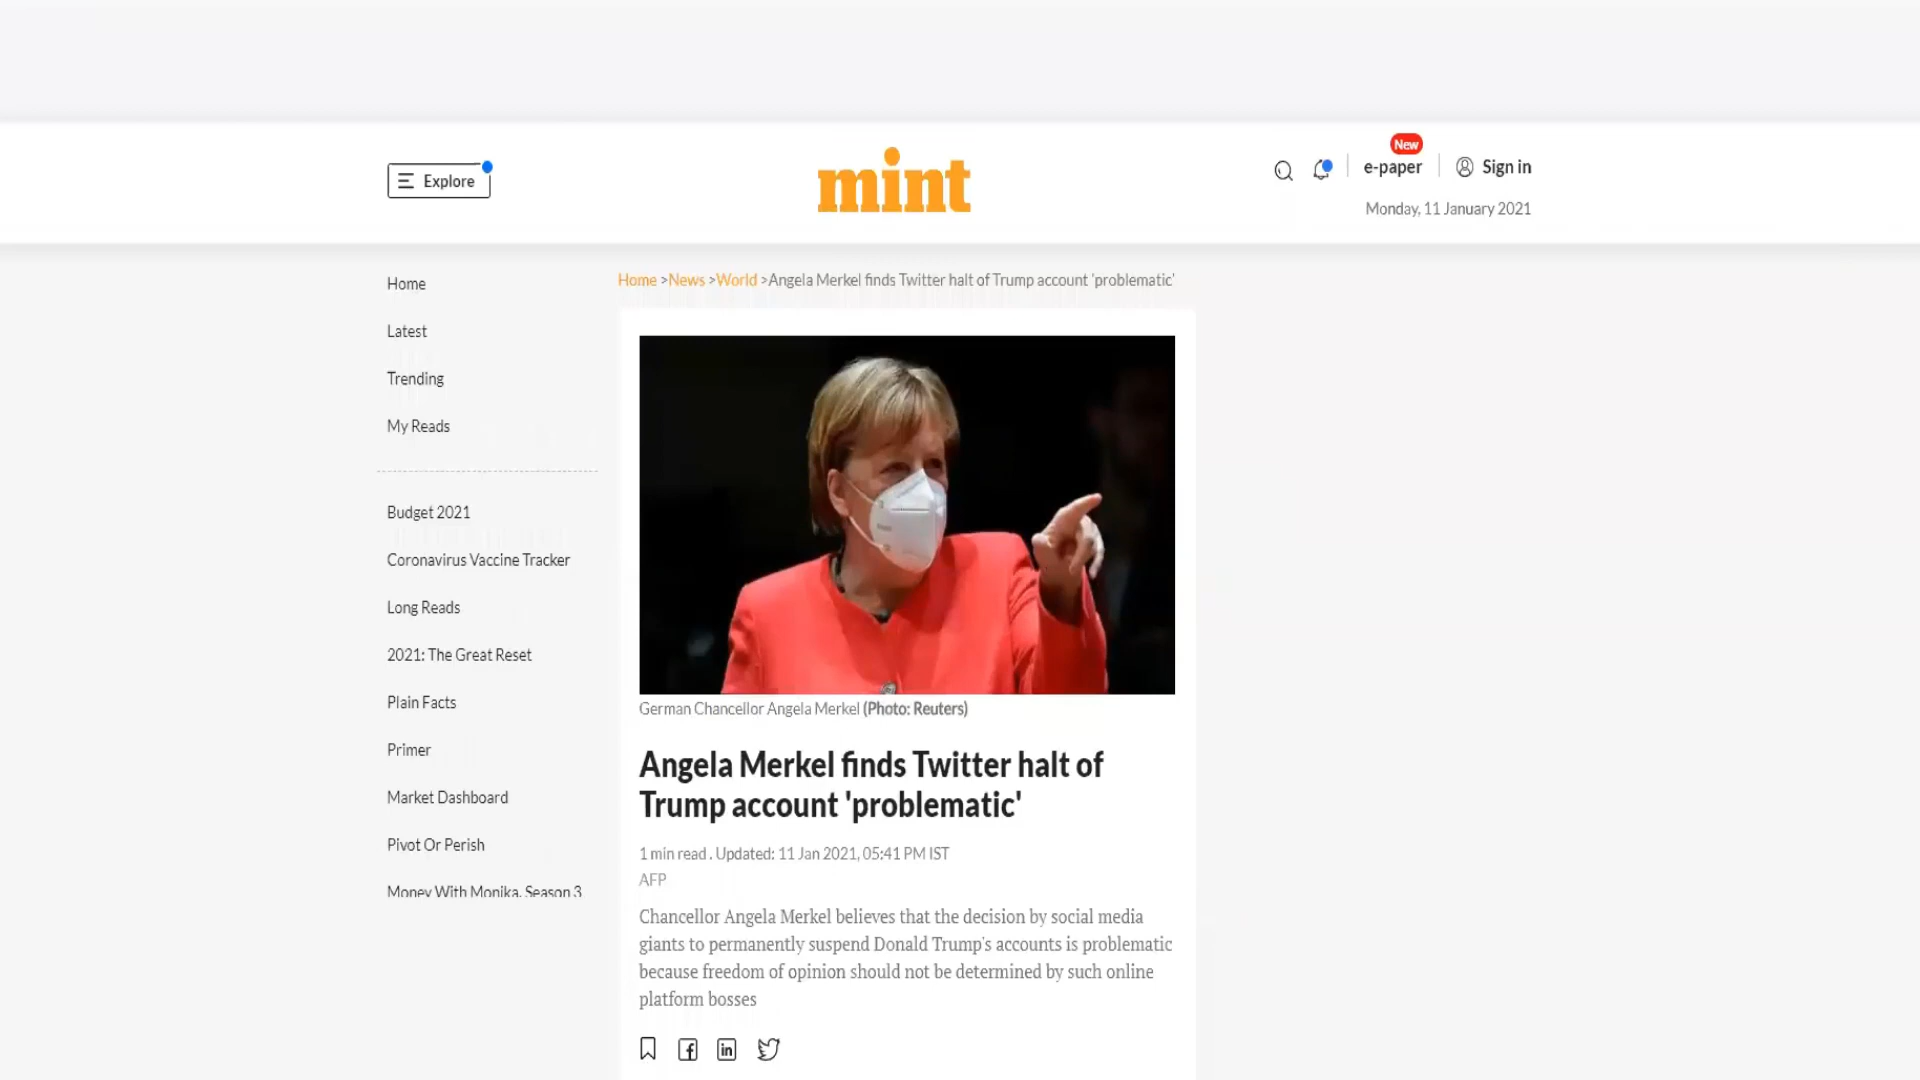 Explore
mint
New
e-paper
Sign in
Monday, 11 January 2021
Home
Latest
Trending
My Reads
Budget 2021
Coronavirus Vaccine Tracker
Long Reads
2021: The Great Reset
Plain Facts
Primer
Market Dashboard
Pivot Or Perish
Money With Monika. Season 3
Home >News >World >Angela Merkel finds Twitter halt of Trump account 'problematic'
German Chancellor Angela Merkel (Photo: Reuters)
Angela Merkel finds Twitter halt of
Trump account 'problematic'
1 min read . Updated: 11 Jan 2021, 05:41 PM IST
AFP
Chancellor Angela Merkel believes that the decision by social media
giants to permanently suspend Donald Trump's accounts is problematic
because freedom of opinion should not be determined by such online
platform bosses